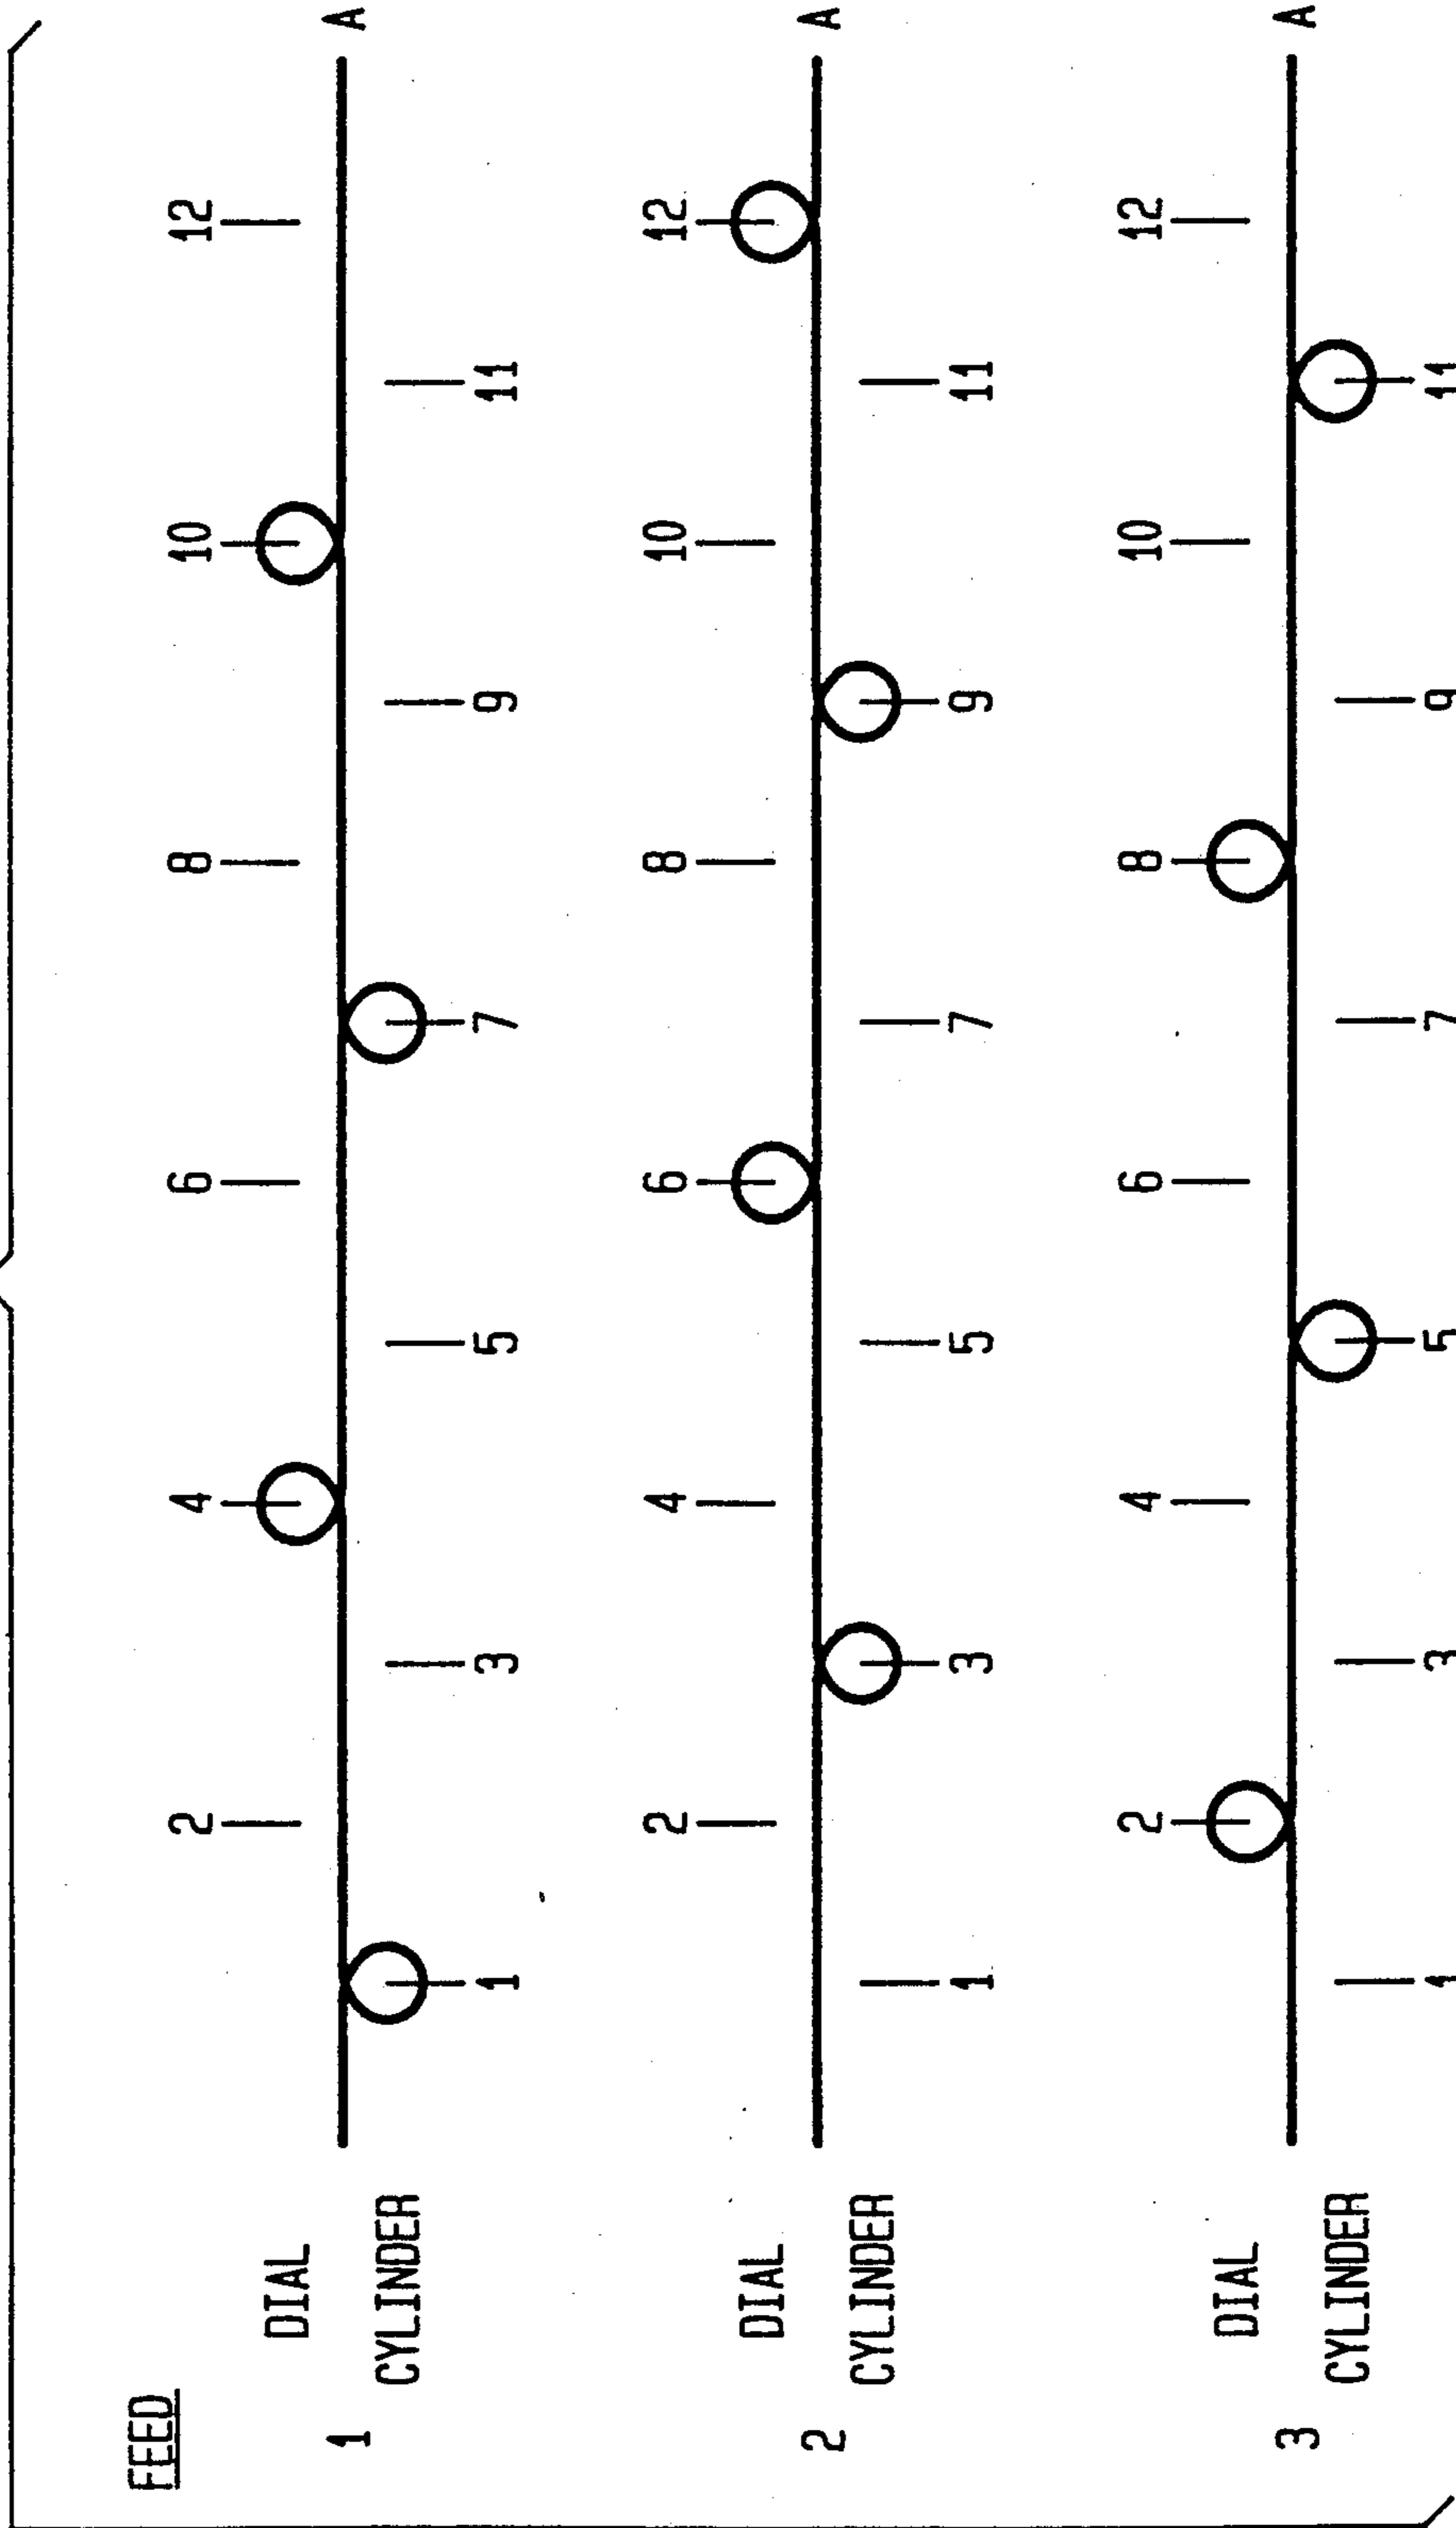 FEED
2 4 6 8 10 12
DIAL
1 A
CYLINDER
1 3 5 7 9 11
2 4 6 8 10 12
DIAL
2 A
CYLINDER
1 3 5 7 9 11
2 4 6 8 10 12
DIAL
3 A
CYLINDER
1 3 5 7 9 11